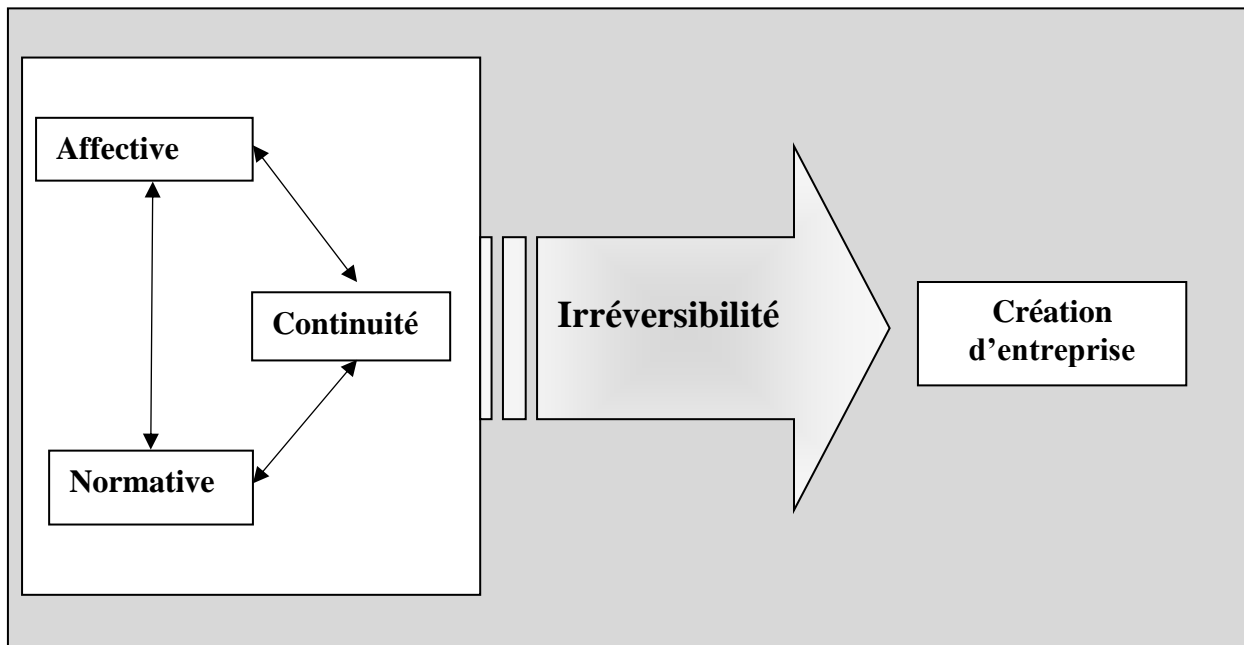 Affective
Continuité
Normative
Irréversibilité
Création
d’entreprise